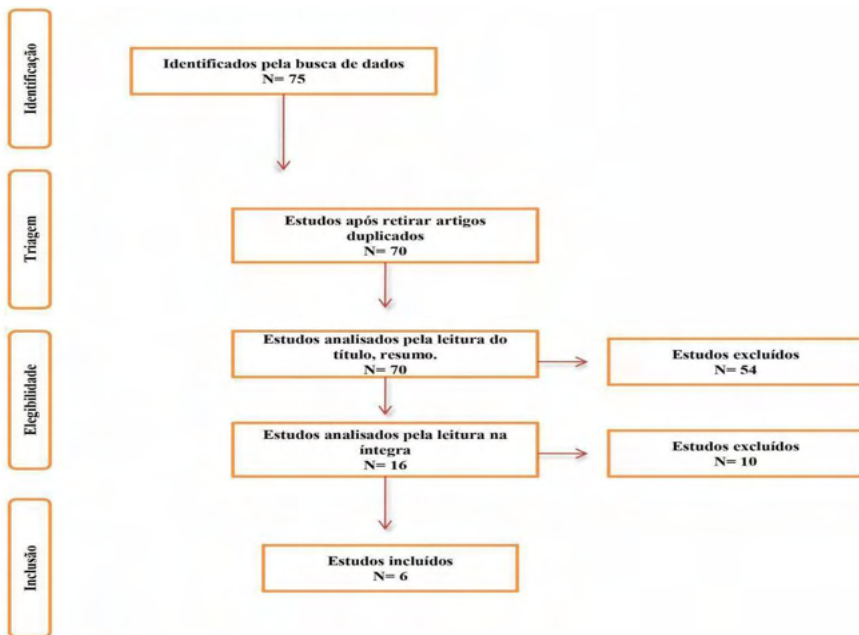 Identificação
Identificados pela busca de dados
N= 75
Triagem
Estudos após retirar artigos
duplicados
N= 70
Elegibilidade
Estudos analisados pela leitura do
título, resumo.
N= 70
Estudos excluídos
N= 54
Estudos analisados pela leitura na
íntegra
N= 16
Estudos excluídos
N= 10
Inclusão
Estudos incluídos
N= 6